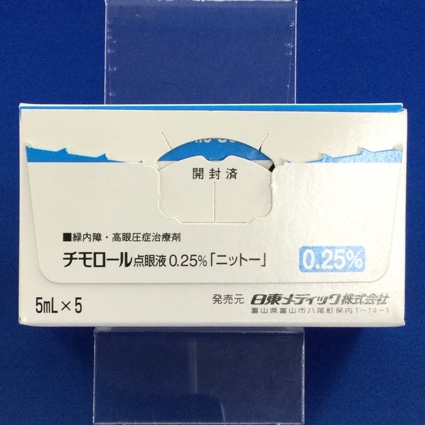 開封済
■緑内障・高眼圧症治療剤
チモロール点眼液0.25%「ニットー」
0.25%
5mL×5
発売元 日東メディック株式会社
富山県富山市八尾町保内1-14-1